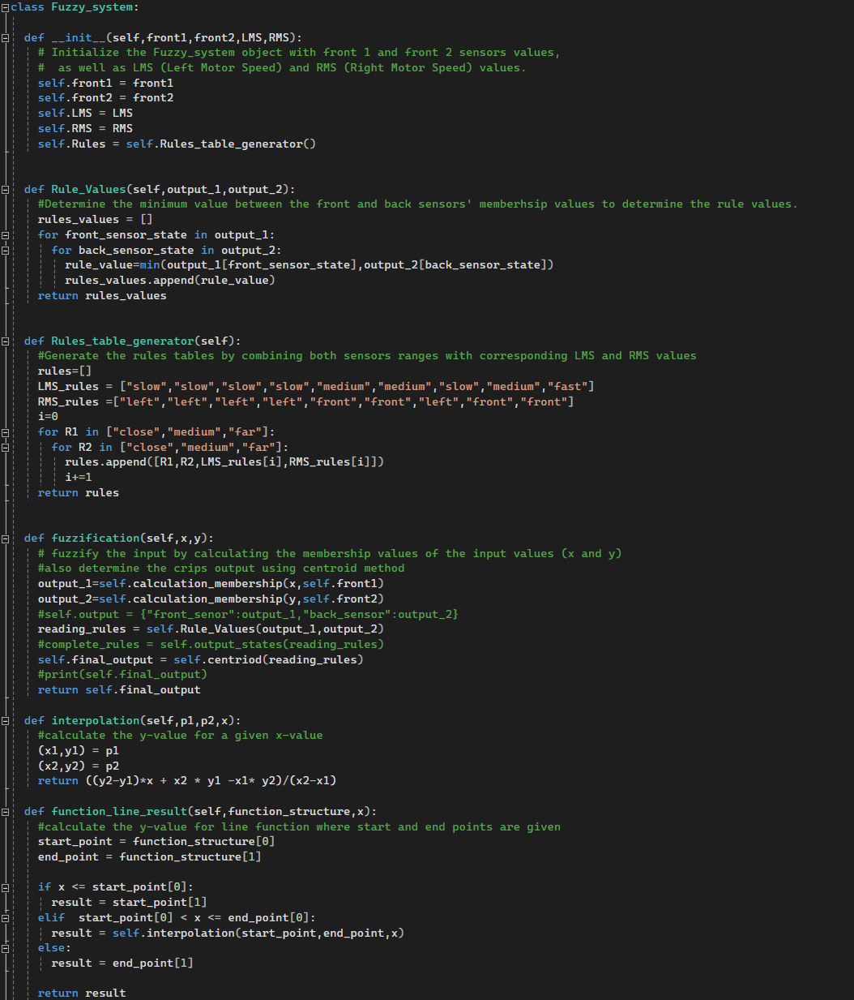 class Fuzzy_system:
def __init__(self,front1,front2,LMS,RMS):
# Initialize the Fuzzy_system object with front 1 and front 2 sensors values,
#  as well as LMS (Left Motor Speed) and RMS (Right Motor Speed) values.
self.front1 = front1
self.front2 = front2
self.LMS = LMS
self.RMS = RMS
self.Rules = self.Rules_table_generator()
def Rule_Values(self,output_1,output_2):
#Determine the minimum value between the front and back sensors' memberhsip values to determine the rule values.
rules_values = []
for front_sensor_state in output_1:
for back_sensor_state in output_2:
rule_value=min(output_1[front_sensor_state],output_2[back_sensor_state])
rules_values.append(rule_value)
return rules_values
def Rules_table_generator(self):
#Generate the rules tables by combining both sensors ranges with corresponding LMS and RMS values
rules=[]
LMS_rules = ["slow","slow","slow","slow","medium","medium","slow","medium","fast"]
RMS_rules =["left","left","left","left","front","front","left","front","front"]
i=0
for R1 in ["close","medium","far"]:
for R2 in ["close","medium","far"]:
rules.append([R1,R2,LMS_rules[i],RMS_rules[i]])
i+=1
return rules
def fuzzification(self,x,y):
# fuzzify the input by calculating the membership values of the input values (x and y)
#also determine the crips output using centroid method
output_1=self.calculation_membership(x,self.front1)
output_2=self.calculation_membership(y,self.front2)
#self.output = {"front_senor":output_1,"back_sensor":output_2}
reading_rules = self.Rule_Values(output_1,output_2)
#complete_rules = self.output_states(reading_rules)
self.final_output = self.centriod(reading_rules)
#print(self.final_output)
return self.final_output
def interpolation(self,p1,p2,x):
#calculate the y-value for a given x-value
(x1,y1) = p1
(x2,y2) = p2
return ((y2-y1)*x + x2 * y1 -x1* y2)/(x2-x1)
def function_line_result(self,function_structure,x):
#calculate the y-value for line function where start and end points are given
start_point = function_structure[0]
end_point = function_structure[1]
if x <= start_point[0]:
result = start_point[1]
elif  start_point[0] < x <= end_point[0]:
result = self.interpolation(start_point,end_point,x)
else:
result = end_point[1]
return result